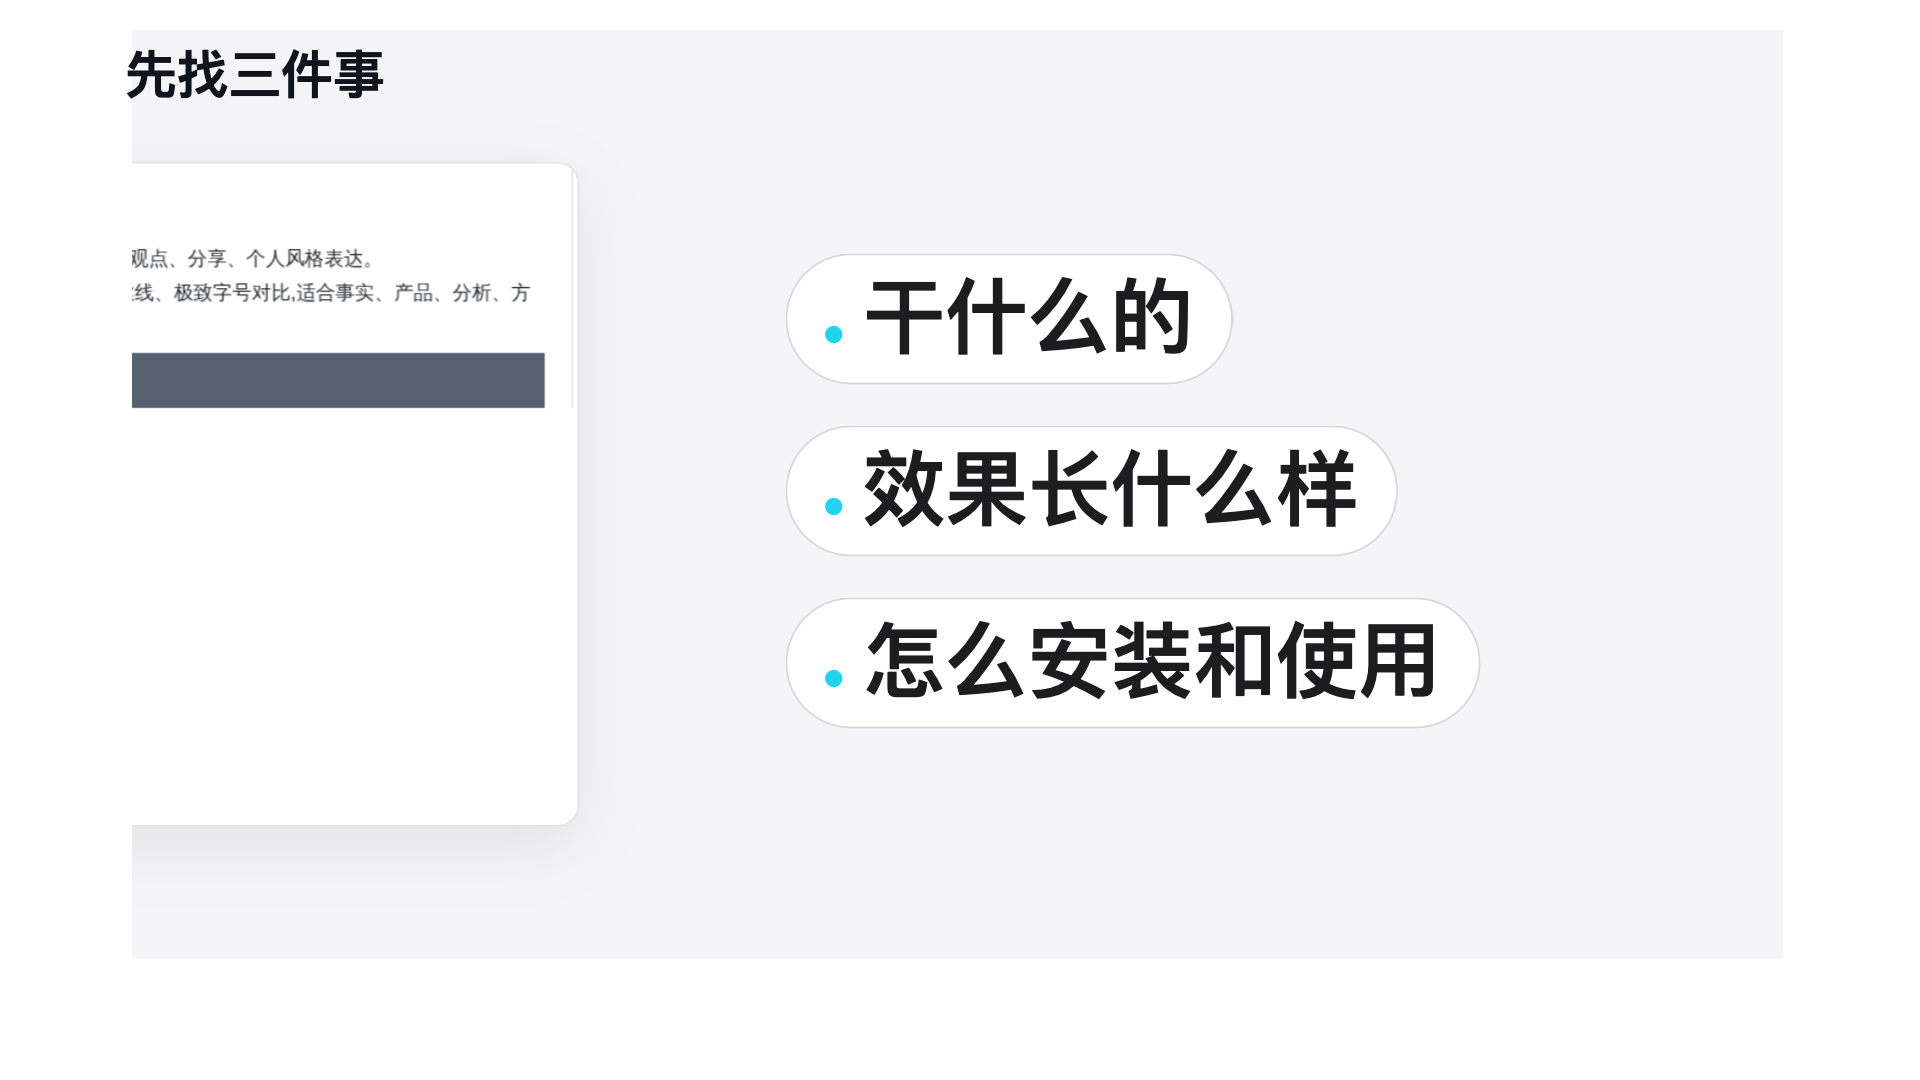 先找三件事
观点、分享、个人风格表达。
线、极致字号对比,适合事实、产品、分析、方
干什么的
效果长什么样
怎么安装和使用